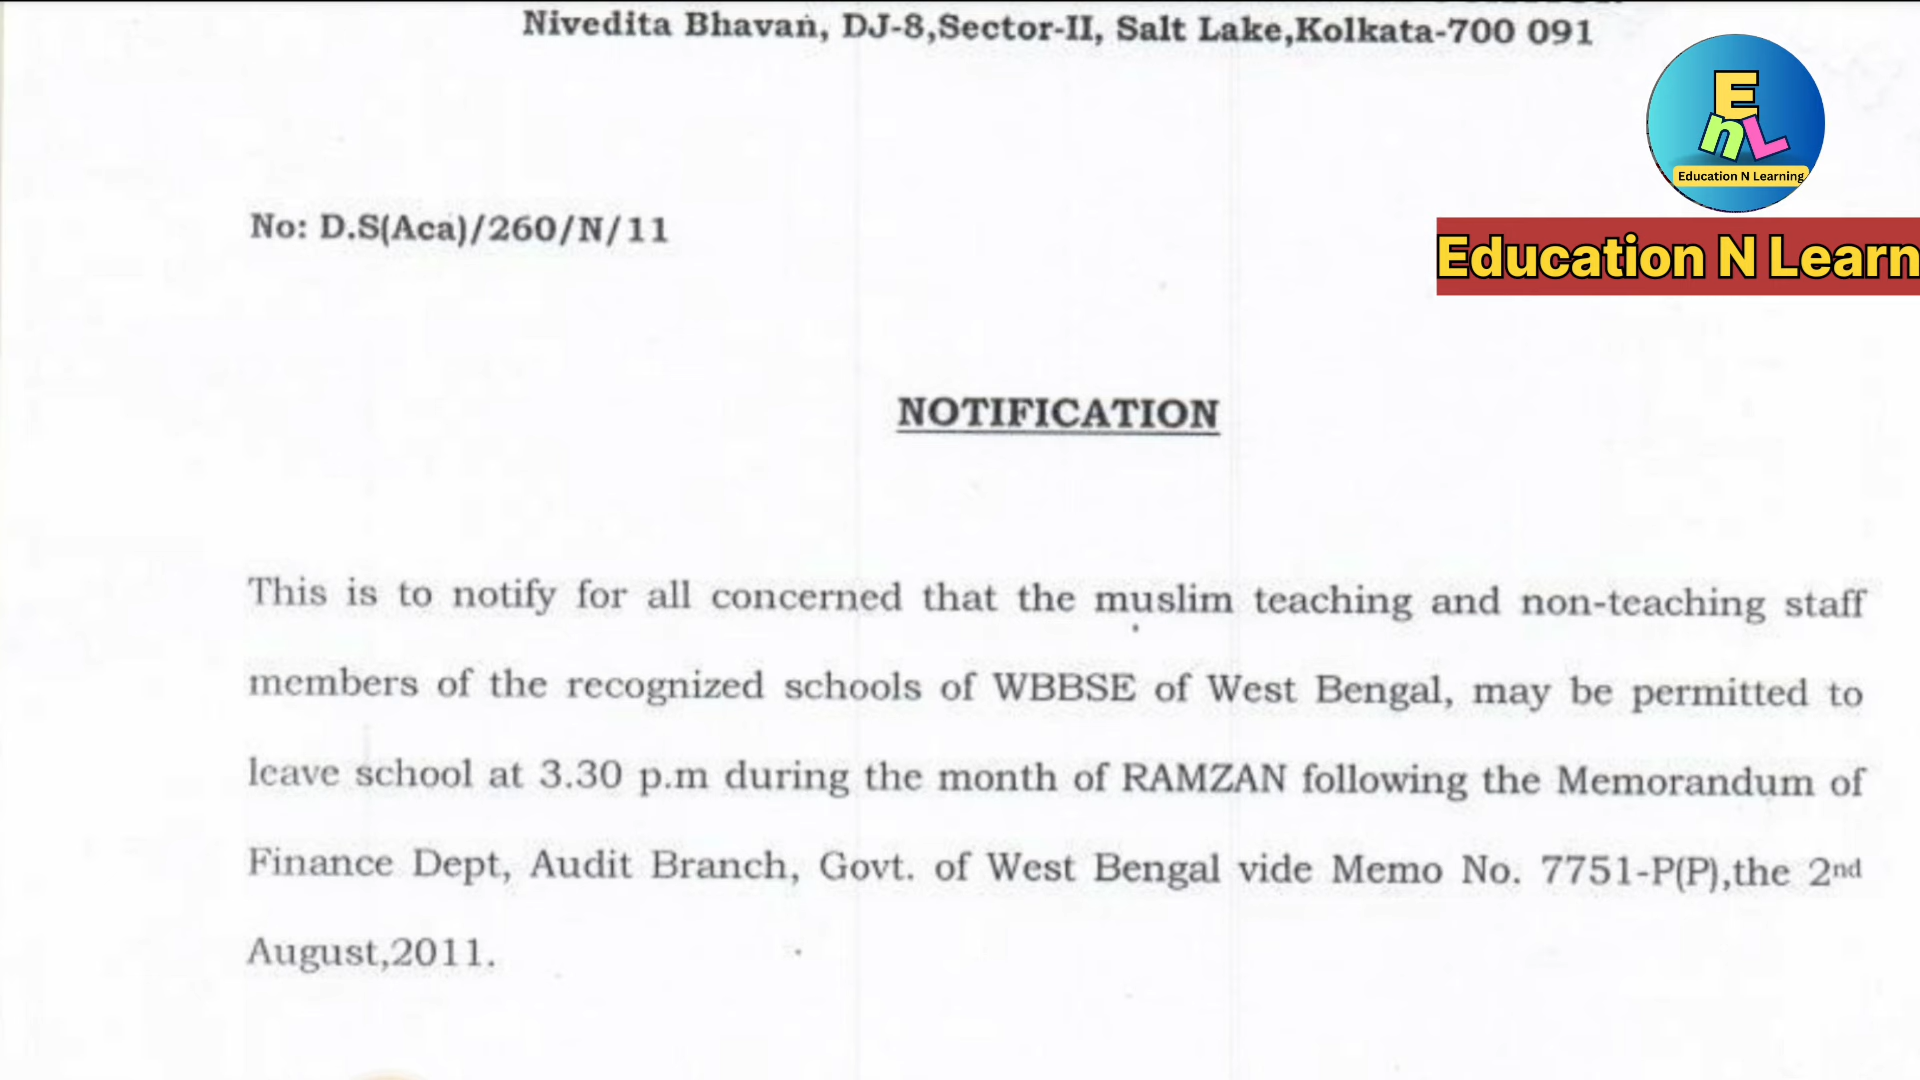 Nivedita Bhavan, DJ-8,Sector-II, Salt Lake,Kolkata-700 091
E
n L
Education N Learning
Education N Learn
No: D.S(Aca)/260/N/11
NOTIFICATION
This is to notify for all concerned that the muslim teaching and non-teaching staff
members of the recognized schools of WBBSE of West Bengal, may be permitted to
leave school at 3.30 p.m during the month of RAMZAN following the Memorandum of
Finance Dept, Audit Branch, Govt. of West Bengal vide Memo No. 7751-P(P),the 2nd
August,2011.